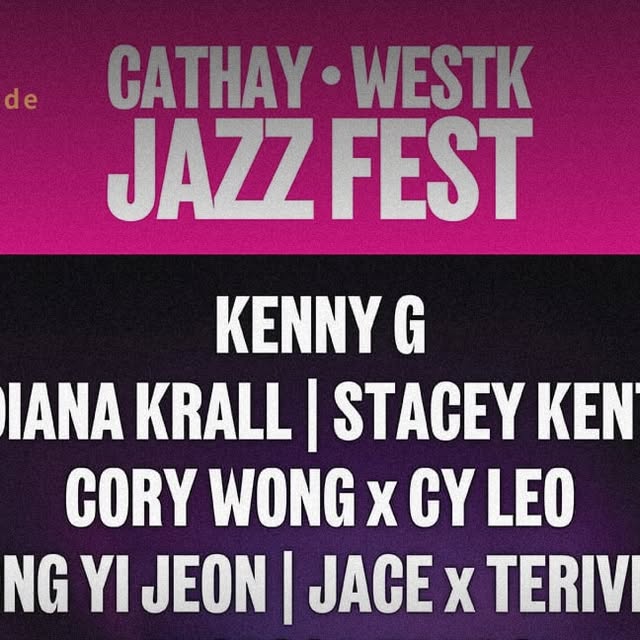 de
CATHAY • WESTK
JAZZ FEST
KENNY G
DIANA KRALL | STACEY KENT
CORY WONG x CY LEO
NG YI JEON | JACE x TERIVE